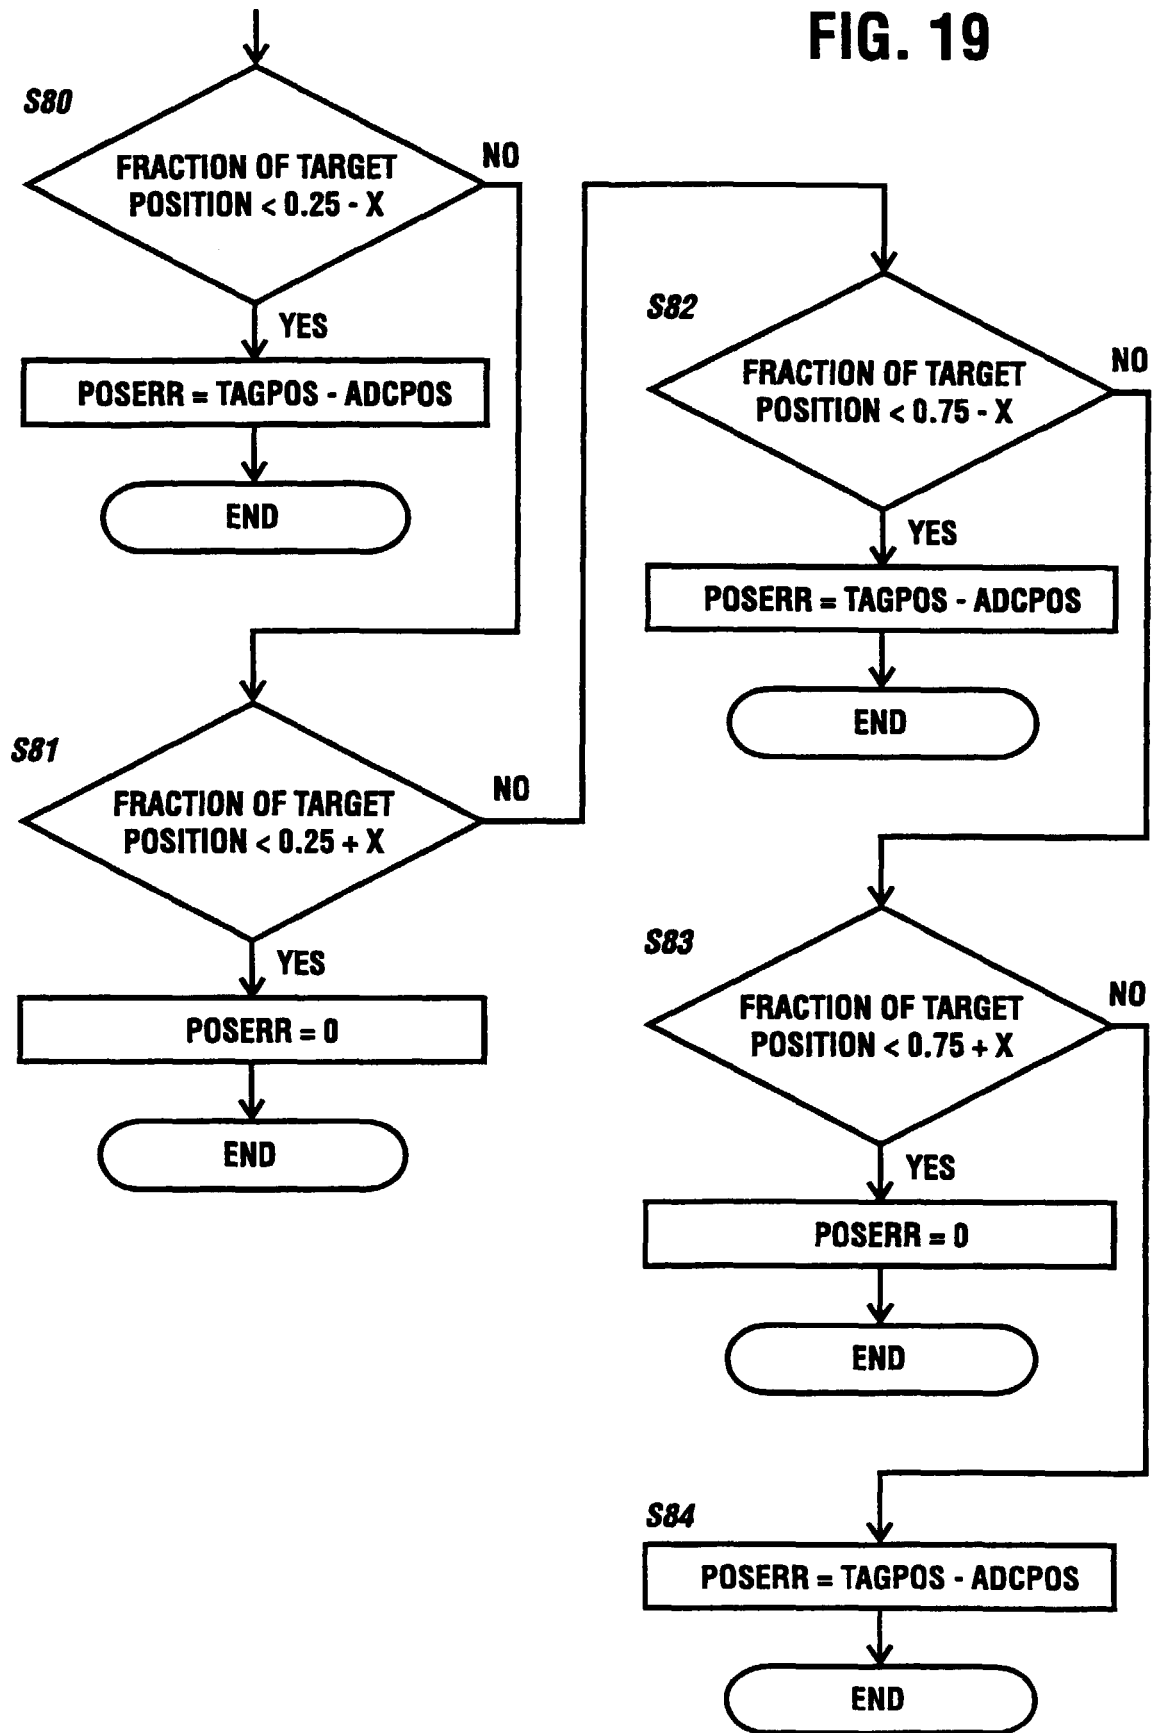 FIG. 19
S80
FRACTION OF TARGET
POSITION < 0.25 - X
NO
YES
POSERR = TAGPOS - ADCPOS
END
S81
FRACTION OF TARGET
POSITION < 0.25 + X
NO
YES
POSERR = 0
END
S82
FRACTION OF TARGET
POSITION < 0.75 - X
NO
YES
POSERR = TAGPOS - ADCPOS
END
S83
FRACTION OF TARGET
POSITION < 0.75 + X
NO
YES
POSERR = 0
END
S84
POSERR = TAGPOS - ADCPOS
END